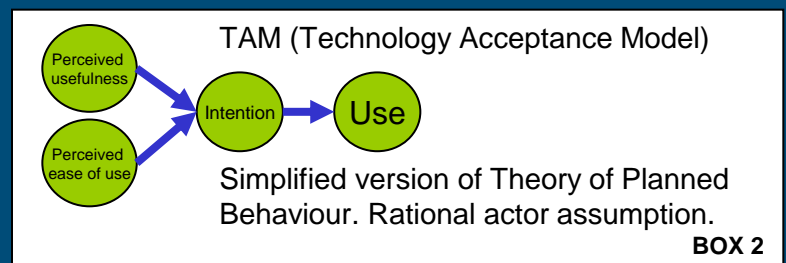 TAM (Technology Acceptance Model)
Perceived
usefulness
Intention
Use
Perceived
ease of use
Simplified version of Theory of Planned
Behaviour. Rational actor assumption.
BOX 2